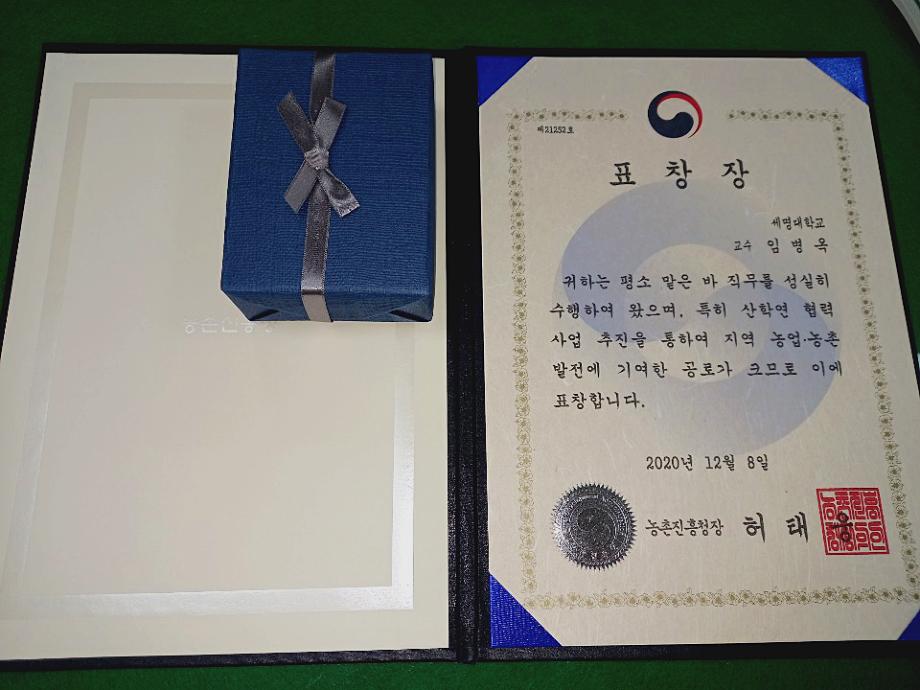 제21252호
표 창 장
세명대학교
교수 임 병 옥
귀하는 평소 맡은 바 직무를 성실히
수행하여 왔으며, 특히 산학연 협력
사업 추진을 통하여 지역 농업·농촌
발전에 기여한 공로가 크므로 이에
표창합니다.
2020년 12월 8일
농촌진흥청장 허 태 웅